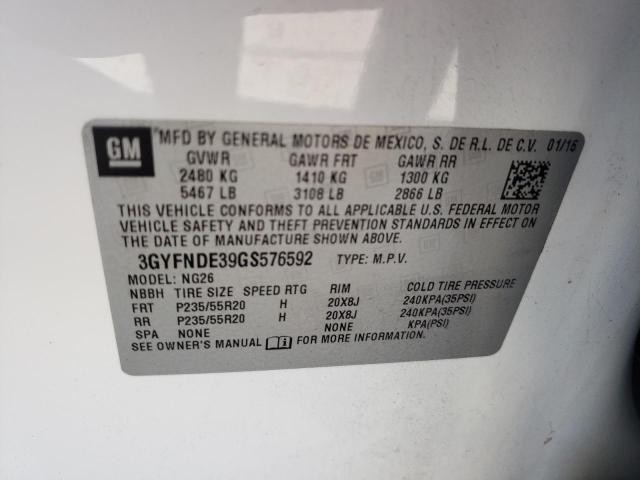 GM
MFD BY GENERAL MOTORS DE MEXICO, S. DE R.L. DE C.V. 01/16
GVWR GAWR FRT GAWR RR
2480 KG 1410 KG 1300 KG
5467 LB 3108 LB 2866 LB
THIS VEHICLE CONFORMS TO ALL APPLICABLE U.S. FEDERAL MOTOR
VEHICLE SAFETY AND THEFT PREVENTION STANDARDS IN EFFECT ON
THE DATE OF MANUFACTURE SHOWN ABOVE.
3GYFNDE39GS576592 TYPE: M.P.V.
MODEL: NG26
NBBH TIRE SIZE SPEED RTG RIM COLD TIRE PRESSURE
FRT P235/55R20 H 20X8J 240KPA(35PSI)
RR P235/55R20 H 20X8J 240KPA(35PSI)
SPA NONE NONE KPA(PSI)
SEE OWNER'S MANUAL FOR MORE INFORMATION.